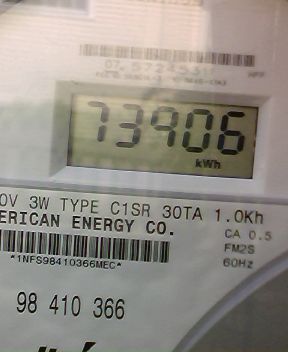 73906
kWh
0V 3W TYPE C1SR 30TA 1.0Kh
ERICAN ENERGY CO.
CA 0.5
FM2S
60Hz
*1NFS98410366MEC*
98 410 366